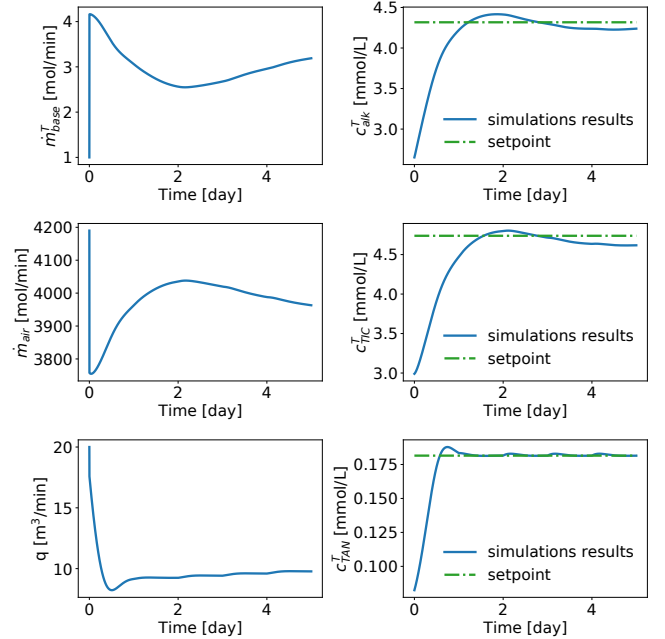 4
3
2
1
ṁ_base^T [mol/min]
0 2 4
Time [day]
4.5
4.0
3.5
3.0
c_alk^T [mmol/L]
simulations results
setpoint
0 2 4
Time [day]
4200
4100
4000
3900
3800
ṁ_air [mol/min]
0 2 4
Time [day]
4.5
4.0
3.5
3.0
c_TIC^T [mmol/L]
simulations results
setpoint
0 2 4
Time [day]
20
15
10
q [m³/min]
0 2 4
Time [day]
0.175
0.150
0.125
0.100
c_TAN^T [mmol/L]
simulations results
setpoint
0 2 4
Time [day]